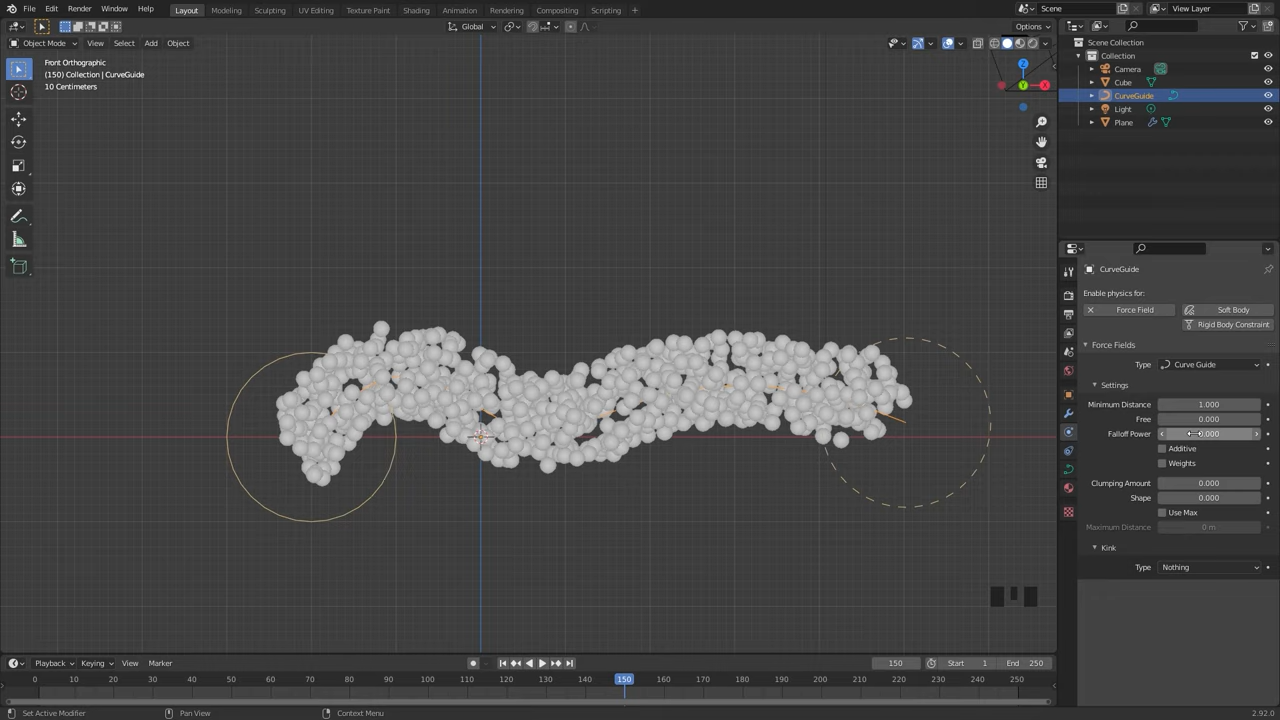 File Edit Render Window Help Layout Modeling Sculpting UV Editing Texture Paint Shading Animation Rendering Compositing Scripting + Scene View Layer
Global Options
Object Mode View Select Add Object
Front Orthographic
(150) Collection | CurveGuide
10 Centimeters
Z
Y
X
Scene Collection
Collection
Camera
Cube
CurveGuide
Light
Plane
CurveGuide
Enable physics for:
Force Field Soft Body
Rigid Body Constraint
Force Fields
Type Curve Guide
Settings
Minimum Distance 1.000
Free 0.000
Falloff Power 0.000
Additive
Weights
Clumping Amount 0.000
Shape 0.000
Use Max
Maximum Distance 0 m
Kink
Type Nothing
Playback Keying View Marker 150 Start 1 End 250
0 10 20 30 40 50 60 70 80 90 100 110 120 130 140 150 160 170 180 190 200 210 220 230 240 250
Set Active Modifier Pan View Context Menu 2.92.0